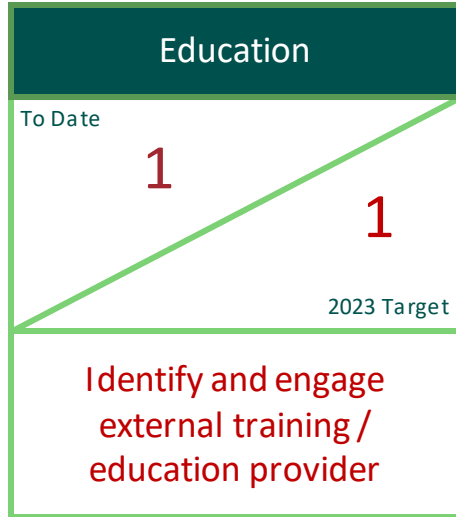 Education
To Date
1
1
2023 Target
Identify and engage
external training /
education provider